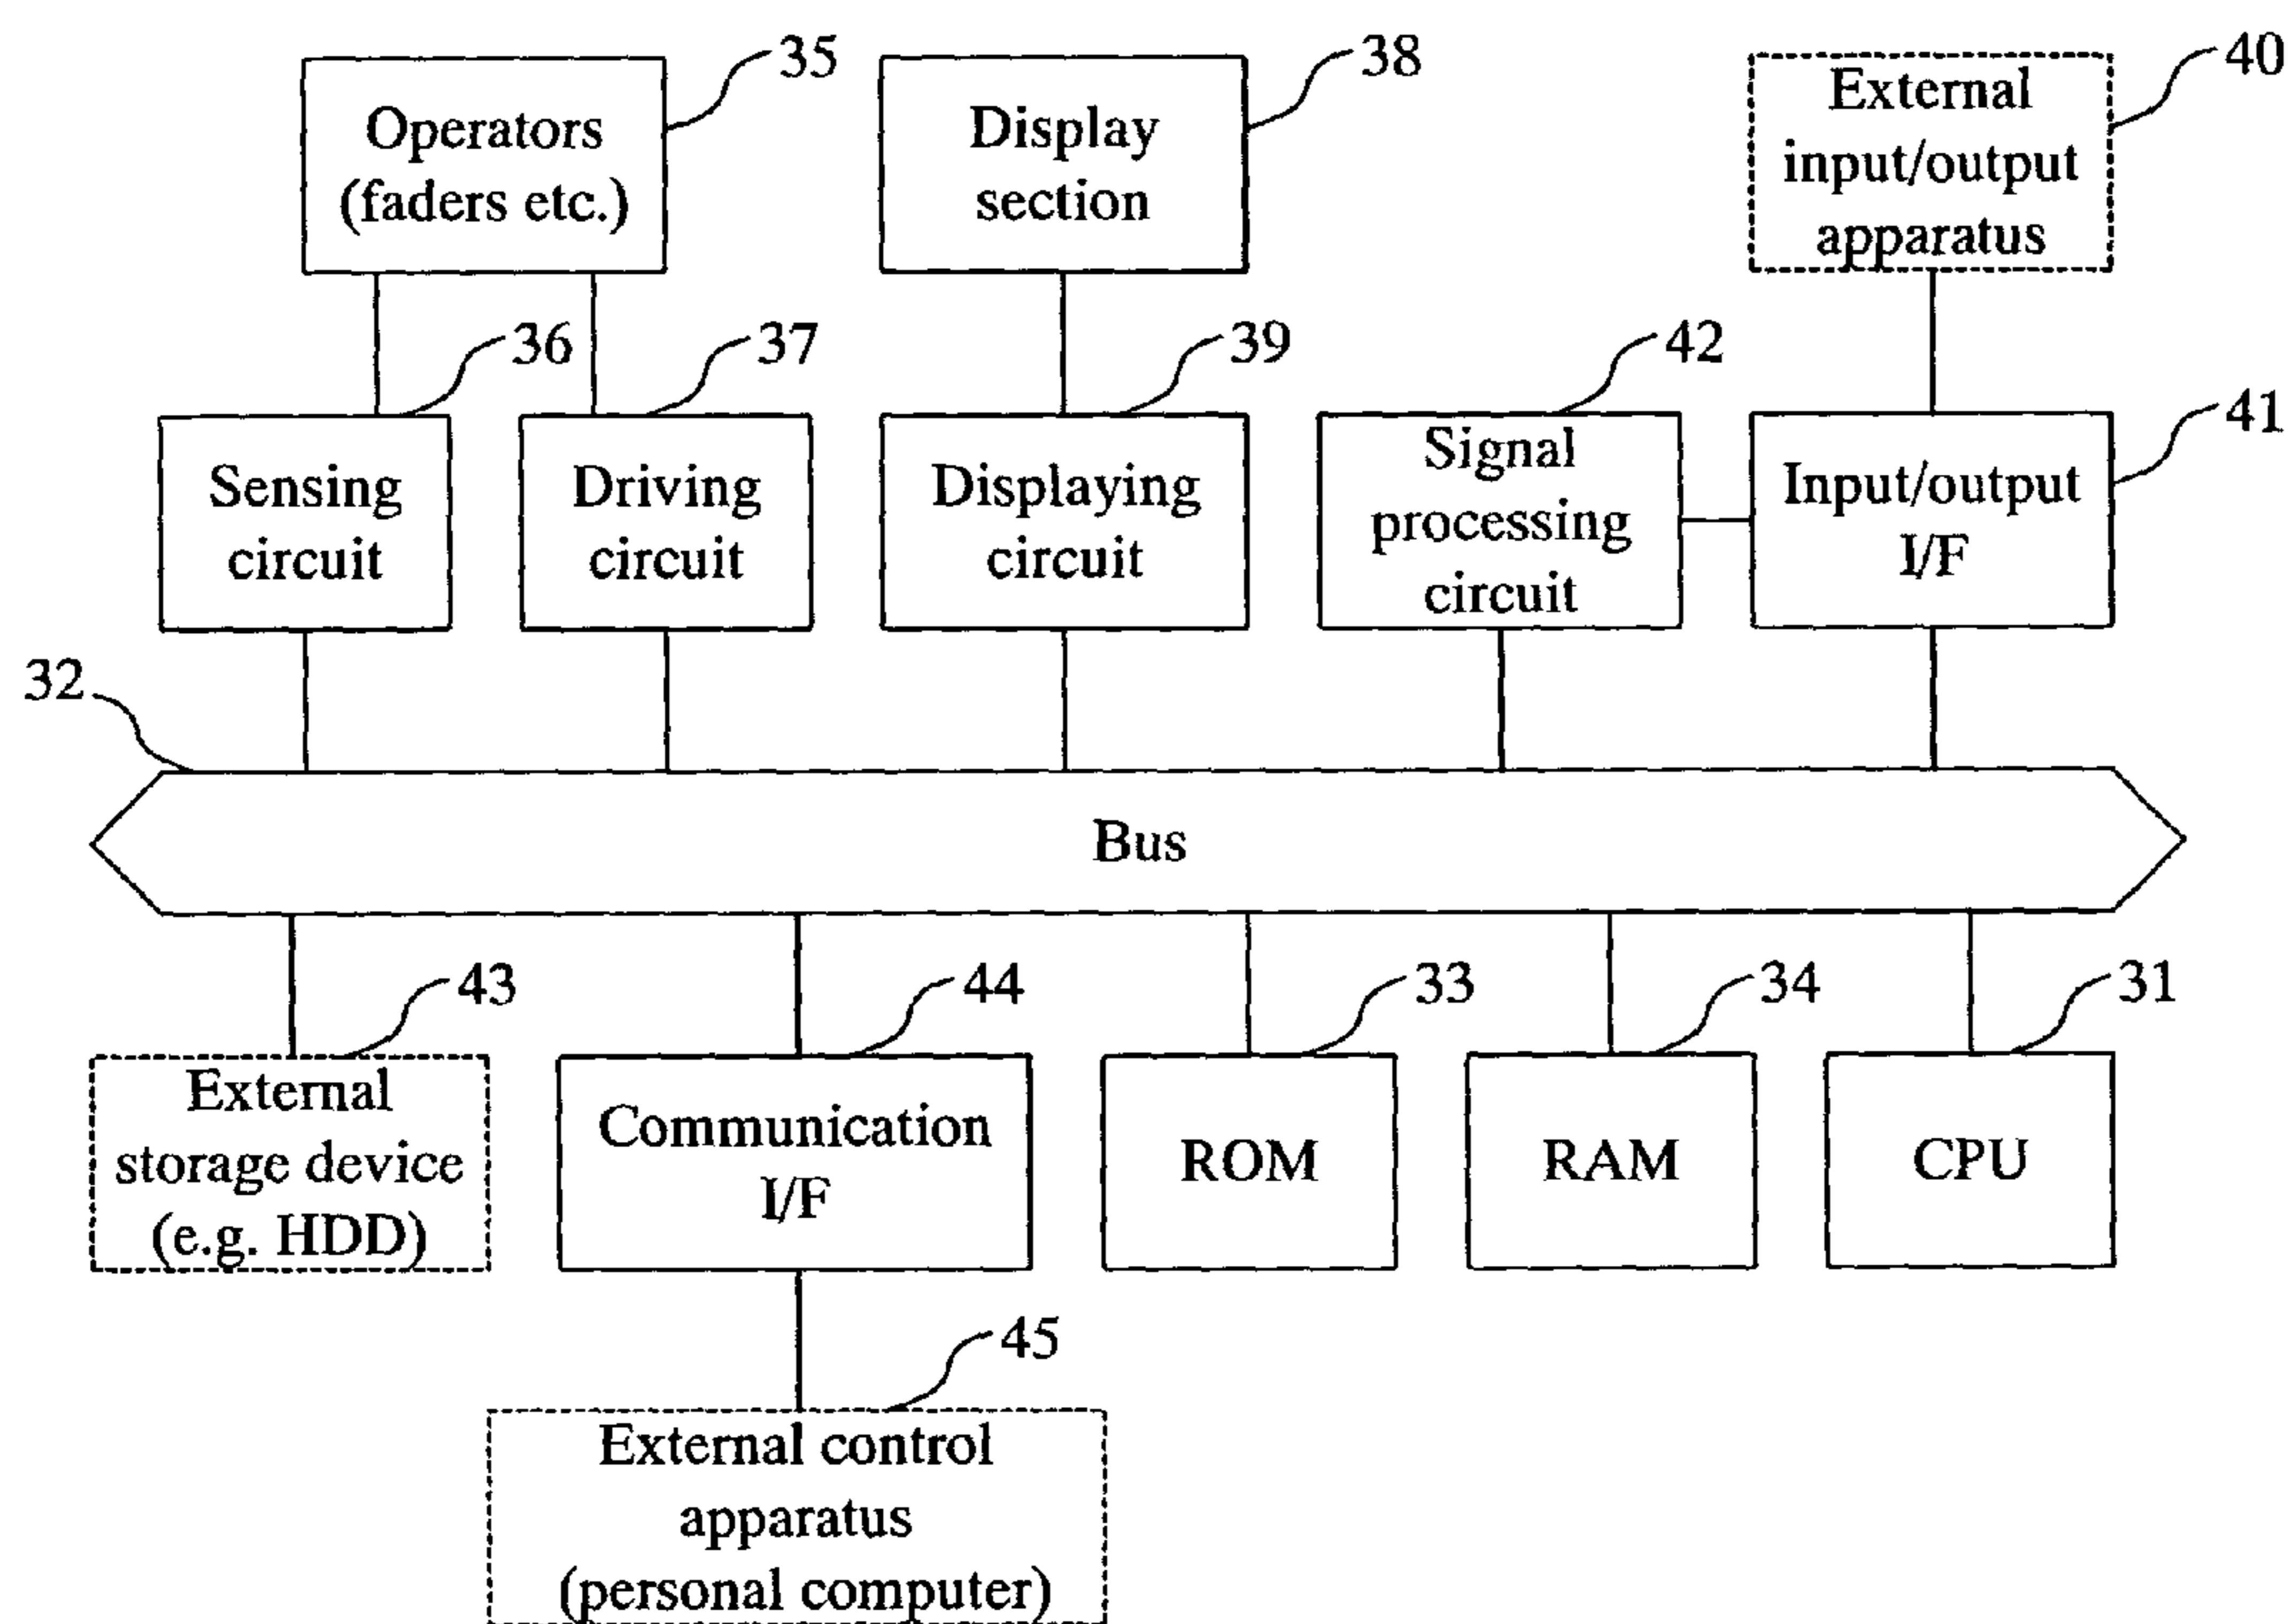 35
38
40
Operators
(faders etc.)
Display
section
External
input/output
apparatus
36
37
39
42
41
Sensing
circuit
Driving
circuit
Displaying
circuit
Signal
processing
circuit
Input/output
I/F
32
Bus
43
44
33
34
31
External
storage device
(e.g. HDD)
Communication
I/F
ROM
RAM
CPU
45
External control
apparatus
(personal computer)